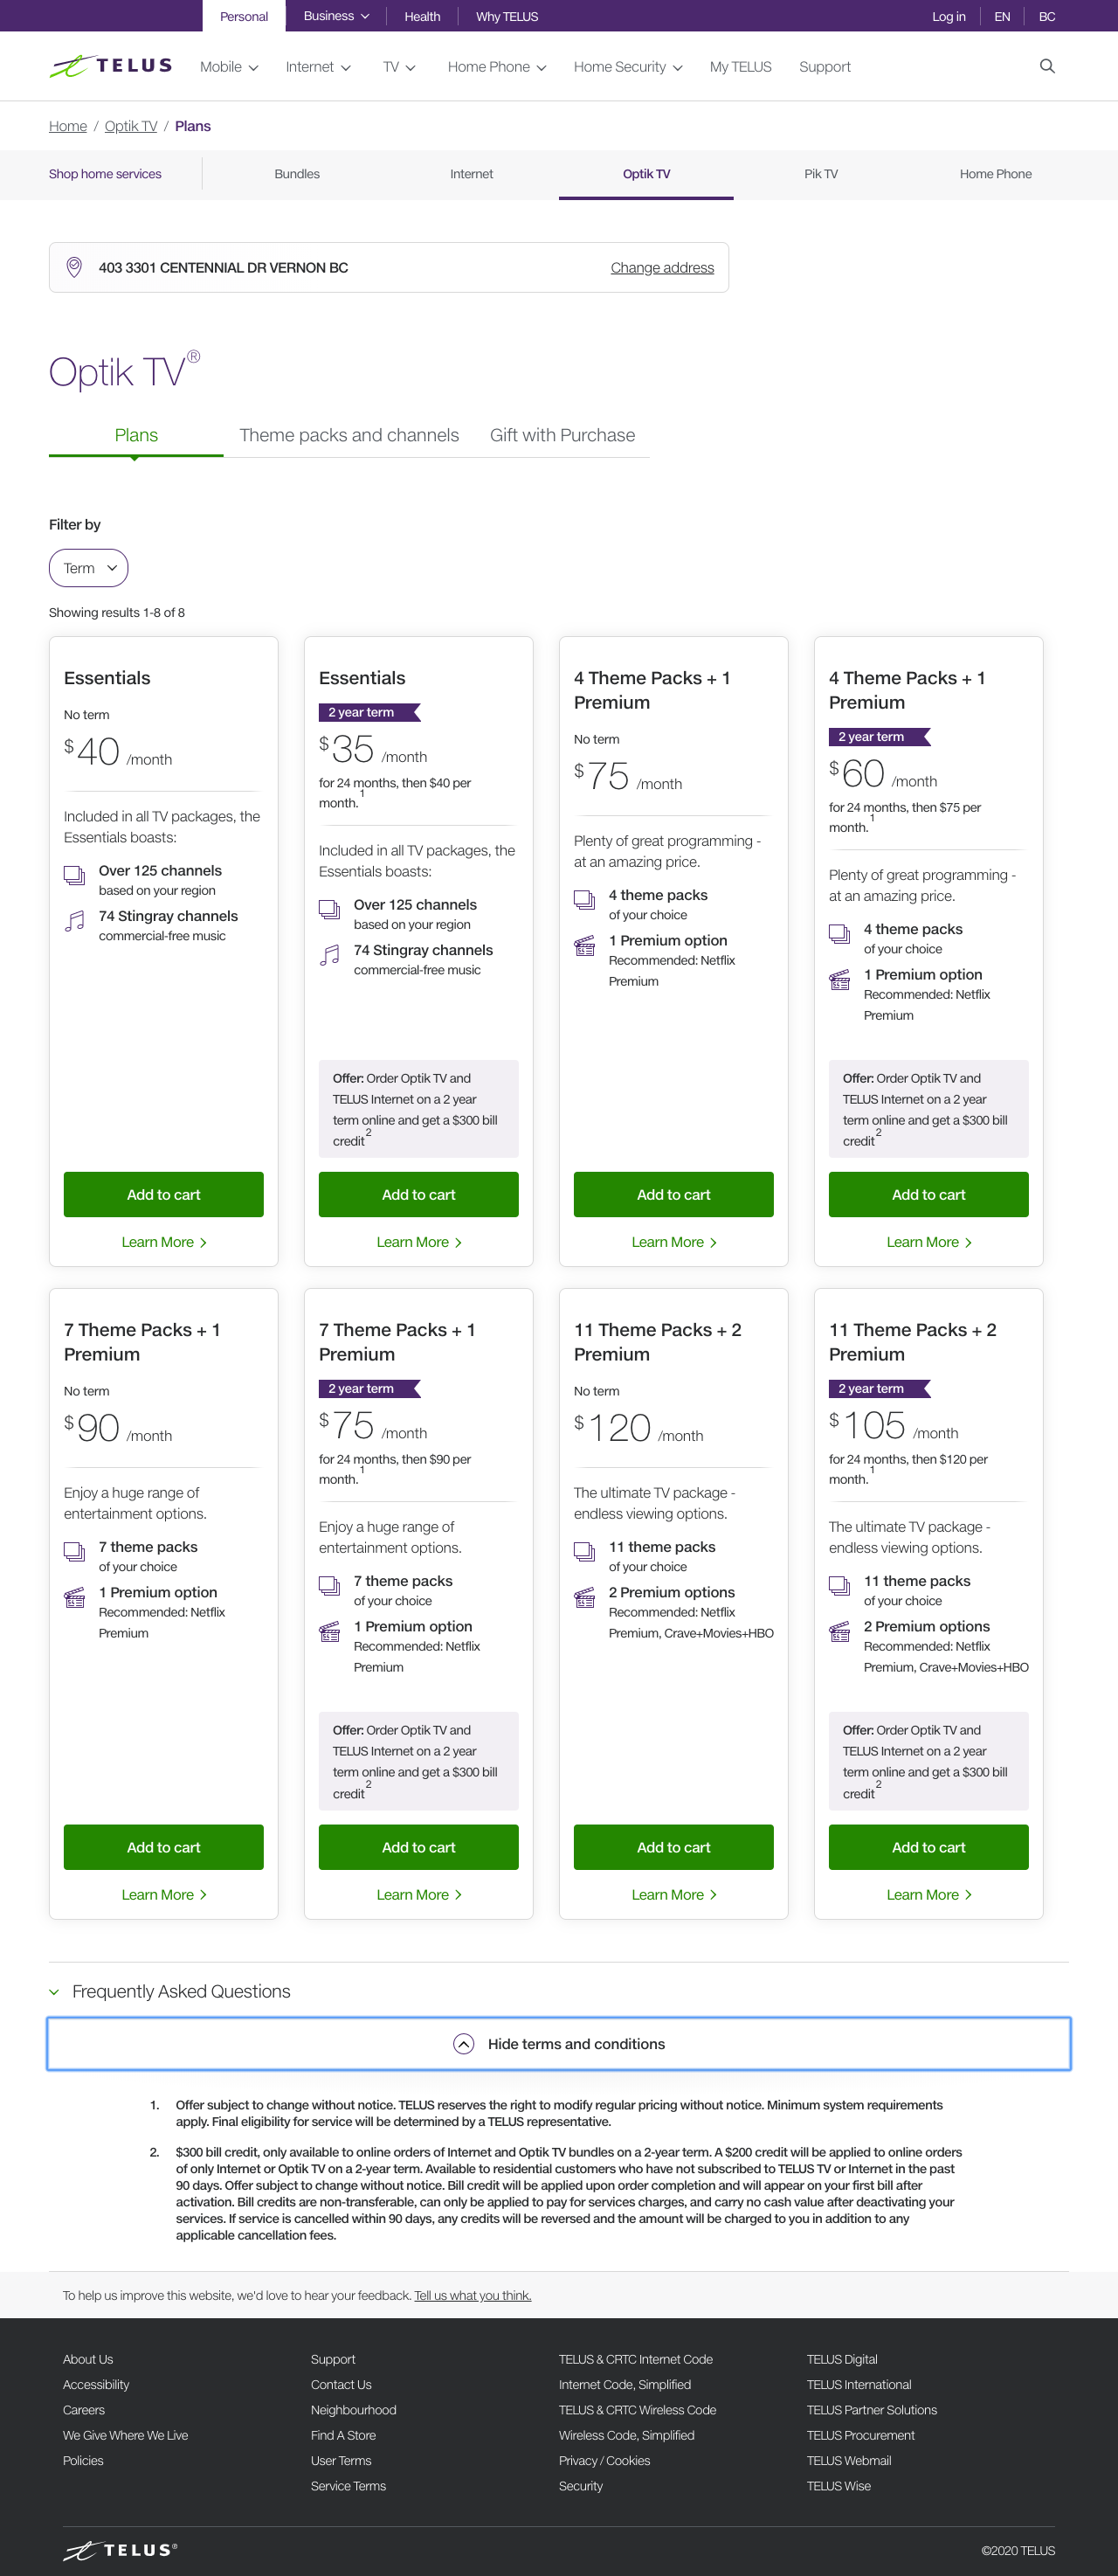 Personal Business Health Why TELUS Log in EN BC
TELUS Mobile Internet TV Home Phone Home Security My TELUS Support
Home / Optik TV / Plans
Shop home services Bundles Internet Optik TV Pik TV Home Phone
403 3301 CENTENNIAL DR VERNON BC Change address
Optik TV®
Plans Theme packs and channels Gift with Purchase
Filter by
Term
Showing results 1-8 of 8
Essentials
No term
$40 /month
Included in all TV packages, the
Essentials boasts:
Over 125 channels
based on your region
74 Stingray channels
commercial-free music
Add to cart
Learn More
Essentials
2 year term
$35 /month
for 24 months, then $40 per
month.1
Included in all TV packages, the
Essentials boasts:
Over 125 channels
based on your region
74 Stingray channels
commercial-free music
Offer: Order Optik TV and
TELUS Internet on a 2 year
term online and get a $300 bill
credit2
Add to cart
Learn More
4 Theme Packs + 1
Premium
No term
$75 /month
Plenty of great programming -
at an amazing price.
4 theme packs
of your choice
1 Premium option
Recommended: Netflix
Premium
Add to cart
Learn More
4 Theme Packs + 1
Premium
2 year term
$60 /month
for 24 months, then $75 per
month.1
Plenty of great programming -
at an amazing price.
4 theme packs
of your choice
1 Premium option
Recommended: Netflix
Premium
Offer: Order Optik TV and
TELUS Internet on a 2 year
term online and get a $300 bill
credit2
Add to cart
Learn More
7 Theme Packs + 1
Premium
No term
$90 /month
Enjoy a huge range of
entertainment options.
7 theme packs
of your choice
1 Premium option
Recommended: Netflix
Premium
Add to cart
Learn More
7 Theme Packs + 1
Premium
2 year term
$75 /month
for 24 months, then $90 per
month.1
Enjoy a huge range of
entertainment options.
7 theme packs
of your choice
1 Premium option
Recommended: Netflix
Premium
Offer: Order Optik TV and
TELUS Internet on a 2 year
term online and get a $300 bill
credit2
Add to cart
Learn More
11 Theme Packs + 2
Premium
No term
$120 /month
The ultimate TV package -
endless viewing options.
11 theme packs
of your choice
2 Premium options
Recommended: Netflix
Premium, Crave+Movies+HBO
Add to cart
Learn More
11 Theme Packs + 2
Premium
2 year term
$105 /month
for 24 months, then $120 per
month.1
The ultimate TV package -
endless viewing options.
11 theme packs
of your choice
2 Premium options
Recommended: Netflix
Premium, Crave+Movies+HBO
Offer: Order Optik TV and
TELUS Internet on a 2 year
term online and get a $300 bill
credit2
Add to cart
Learn More
Frequently Asked Questions
Hide terms and conditions
1. Offer subject to change without notice. TELUS reserves the right to modify regular pricing without notice. Minimum system requirements
apply. Final eligibility for service will be determined by a TELUS representative.
2. $300 bill credit, only available to online orders of Internet and Optik TV bundles on a 2-year term. A $200 credit will be applied to online orders
of only Internet or Optik TV on a 2-year term. Available to residential customers who have not subscribed to TELUS TV or Internet in the past
90 days. Offer subject to change without notice. Bill credit will be applied upon order completion and will appear on your first bill after
activation. Bill credits are non-transferable, can only be applied to pay for services charges, and carry no cash value after deactivating your
services. If service is cancelled within 90 days, any credits will be reversed and the amount will be charged to you in addition to any
applicable cancellation fees.
To help us improve this website, we'd love to hear your feedback. Tell us what you think.
About Us
Accessibility
Careers
We Give Where We Live
Policies
Support
Contact Us
Neighbourhood
Find A Store
User Terms
Service Terms
TELUS & CRTC Internet Code
Internet Code, Simplified
TELUS & CRTC Wireless Code
Wireless Code, Simplified
Privacy / Cookies
Security
TELUS Digital
TELUS International
TELUS Partner Solutions
TELUS Procurement
TELUS Webmail
TELUS Wise
TELUS® ©2020 TELUS